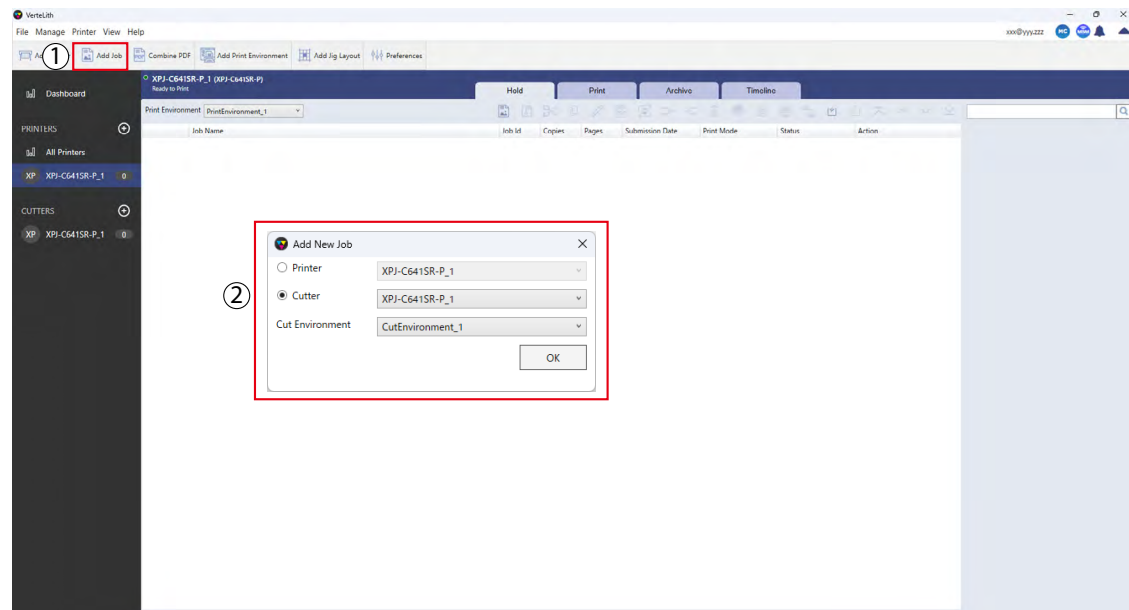 VerteLith
File Manage Printer View Help
xxx@yyy.zzz MC
① Add Job Combine PDF Add Print Environment Add Jig Layout Preferences
XPJ-C641SR-P_1 (XPJ-C641SR-P)
Ready to Print
Hold Print Archivo Timolino
Dashboard
Print Environment PrintEnvironment_1
Job Name Job Id Copies Pages Submission Date Print Mode Status Action
PRINTERS
All Printers
XP XPJ-C641SR-P_1 0
CUTTERS
XP XPJ-C641SR-P_1 0
②
Add New Job
Printer XPJ-C641SR-P_1
Cutter XPJ-C641SR-P_1
Cut Environment CutEnvironment_1
OK